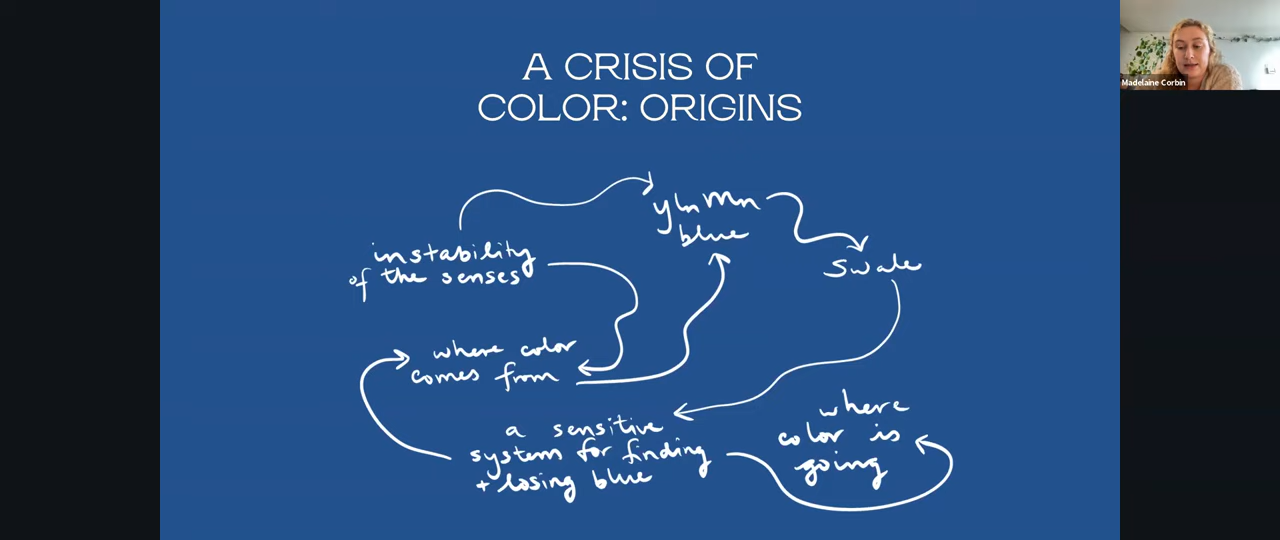 A CRISIS OF
COLOR: ORIGINS
Madelaine Corbin
yInMn
blue
instability
of the senses
Swale
where color
comes from
a sensitive
system for finding
+ losing blue
where
color is
going